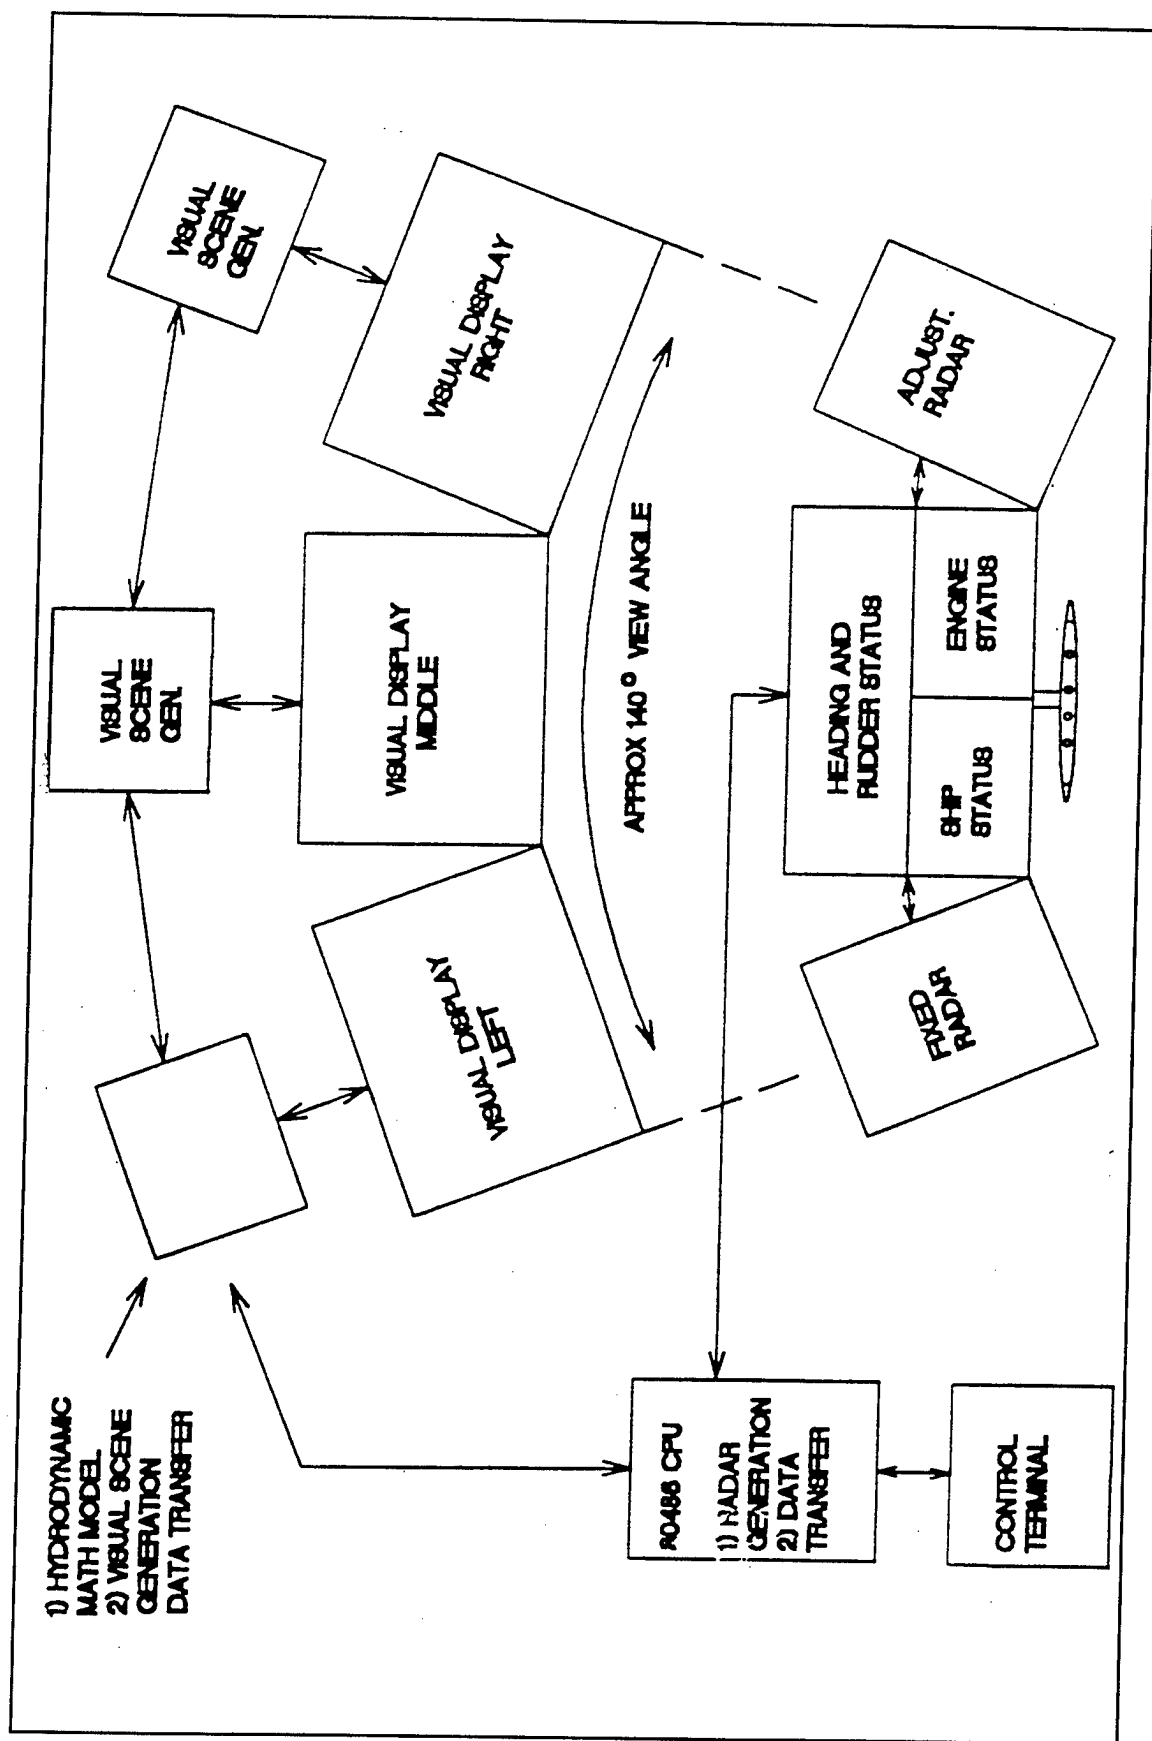 1) HYDRODYNAMIC
MATH MODEL
2) VISUAL SCENE
GENERATION
DATA TRANSFER
VISUAL
SCENE
GEN.
VISUAL
SCENE
GEN.
VISUAL DISPLAY
LEFT
VISUAL DISPLAY
MIDDLE
VISUAL DISPLAY
RIGHT
APPROX 140° VIEW ANGLE
80486 CPU
1) RADAR
GENERATION
2) DATA
TRANSFER
CONTROL
TERMINAL
FIXED
RADAR
HEADING AND
RUDDER STATUS
SHIP
STATUS
ENGINE
STATUS
ADJUST.
RADAR